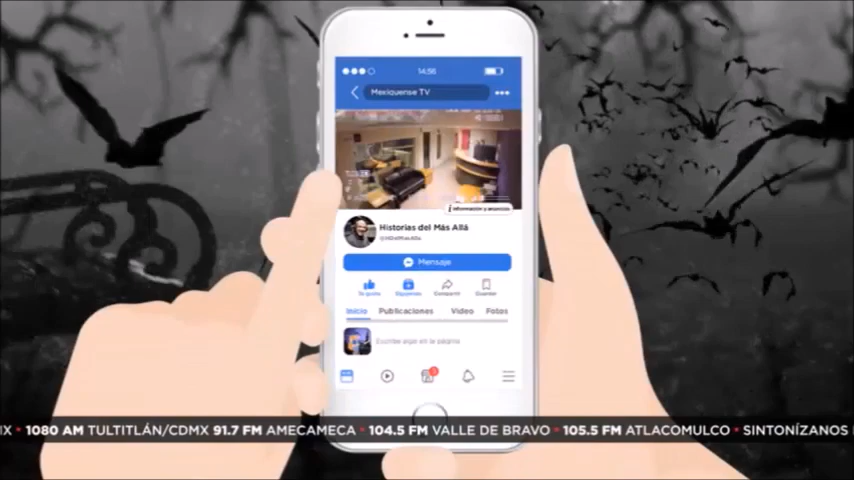 14:56
Mexiquense TV
Información y anuncios
Historias del Más Allá
Mensaje
Te gusta Siguiendo Compartir Guardar
Inicio Publicaciones Video Fotos
Escribe algo en la página
IX * 1080 AM TULTITLÁN/CDMX 91.7 FM AMECAMECA * 104.5 FM VALLE DE BRAVO * 105.5 FM ATLACOMULCO * SINTONÍZANOS